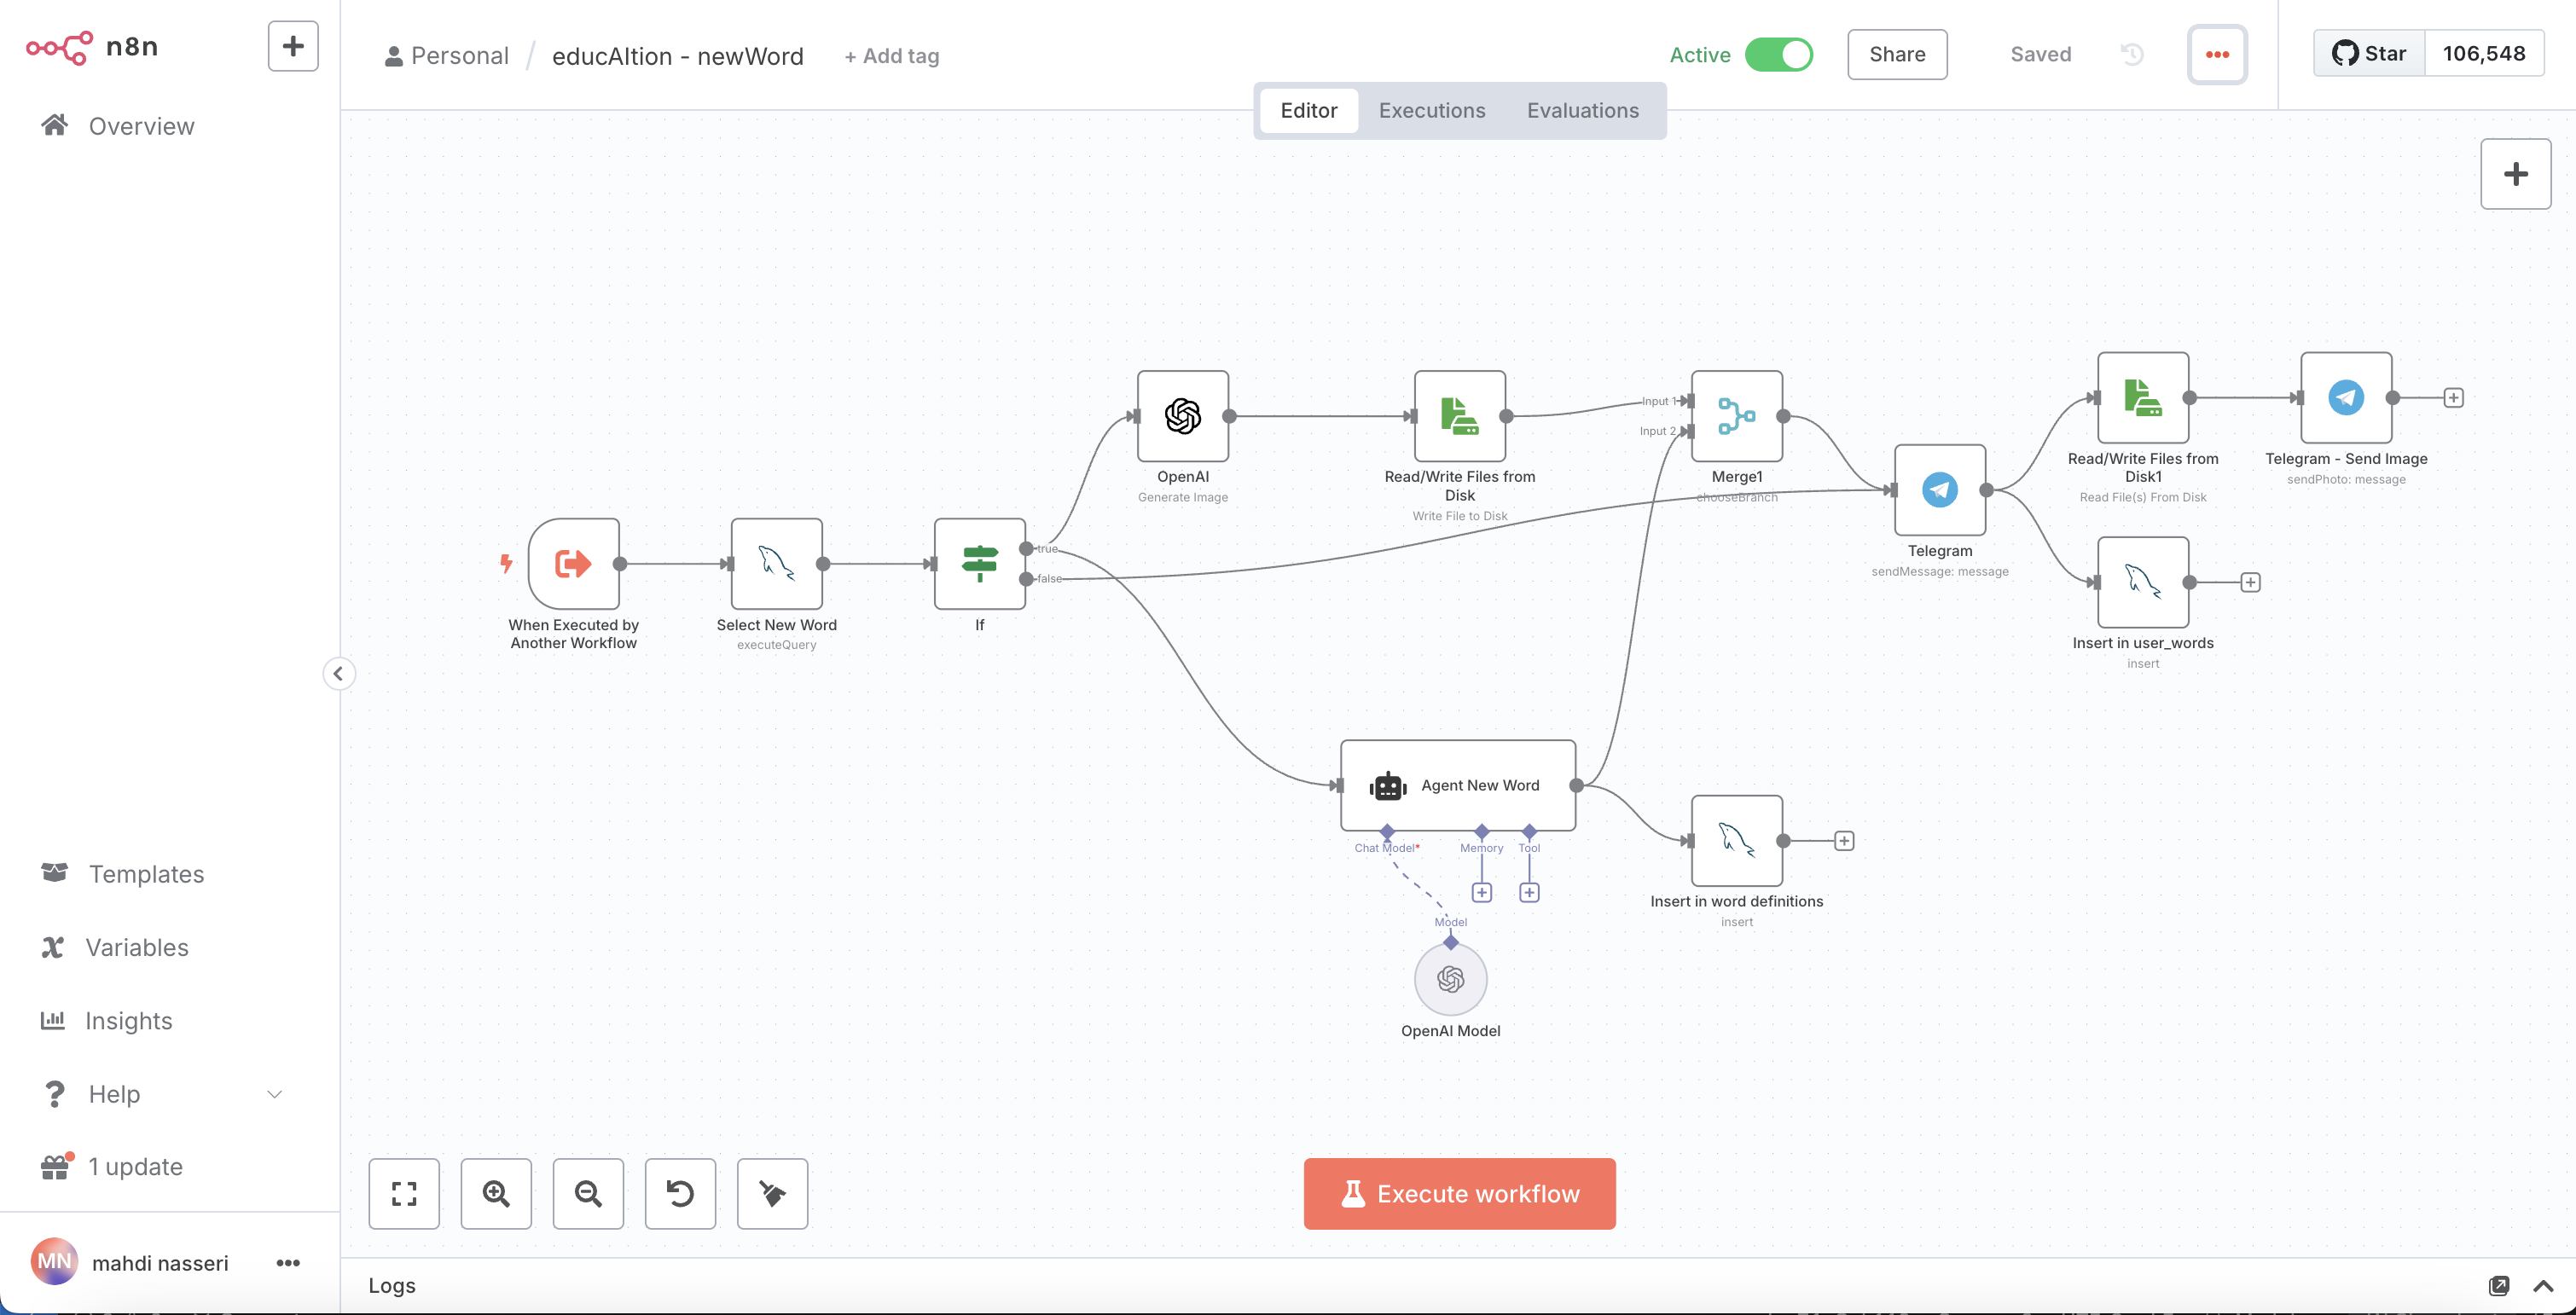 n8n
Personal / educAItion - newWord + Add tag
Active
Share
Saved
Star 106,548
Editor Executions Evaluations
Overview
Templates
Variables
Insights
Help
1 update
MN mahdi nasseri
When Executed by
Another Workflow
Select New Word
executeQuery
If
true
false
OpenAI
Generate Image
Read/Write Files from
Disk
Write File to Disk
Input 1
Input 2
Merge1
chooseBranch
Telegram
sendMessage: message
Read/Write Files from
Disk1
Read File(s) From Disk
Telegram - Send Image
sendPhoto: message
Insert in user_words
insert
Agent New Word
Chat Model*
Memory
Tool
Model
OpenAI Model
Insert in word definitions
insert
Execute workflow
Logs